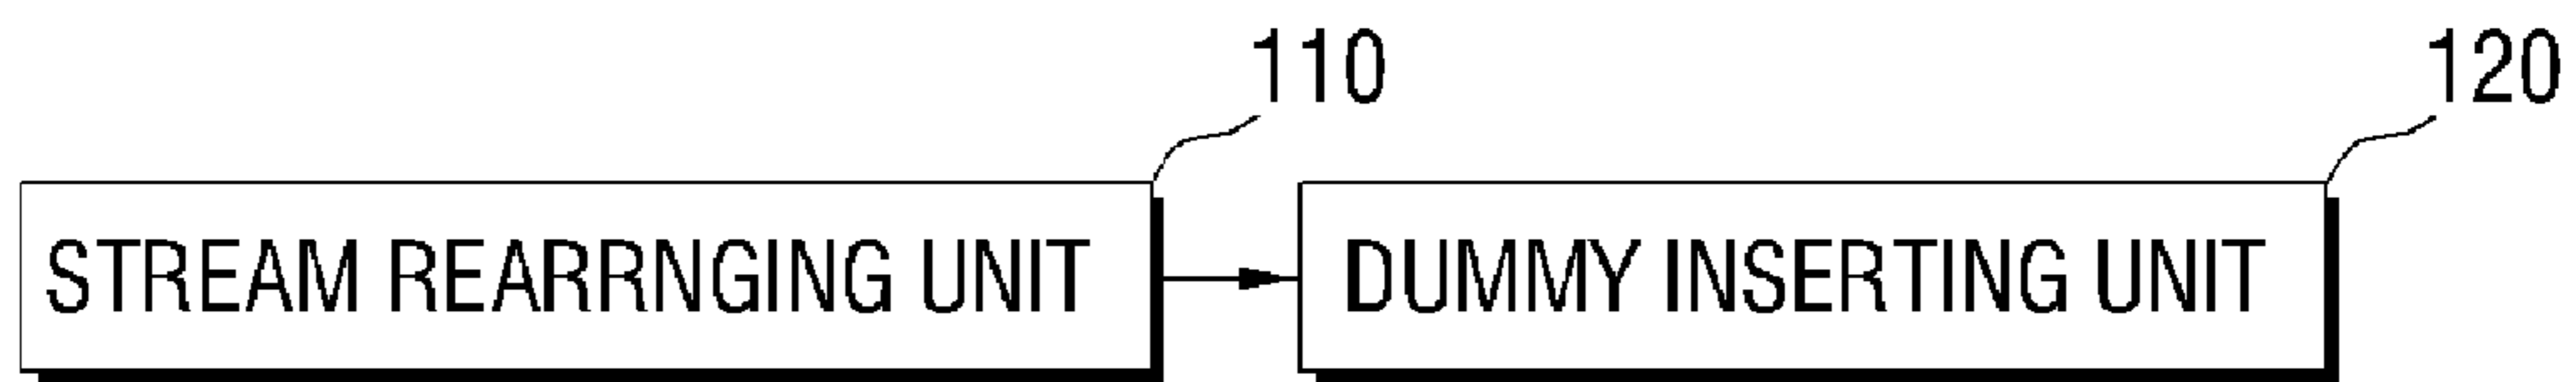 110
120
STREAM REARRNGING UNIT
DUMMY INSERTING UNIT